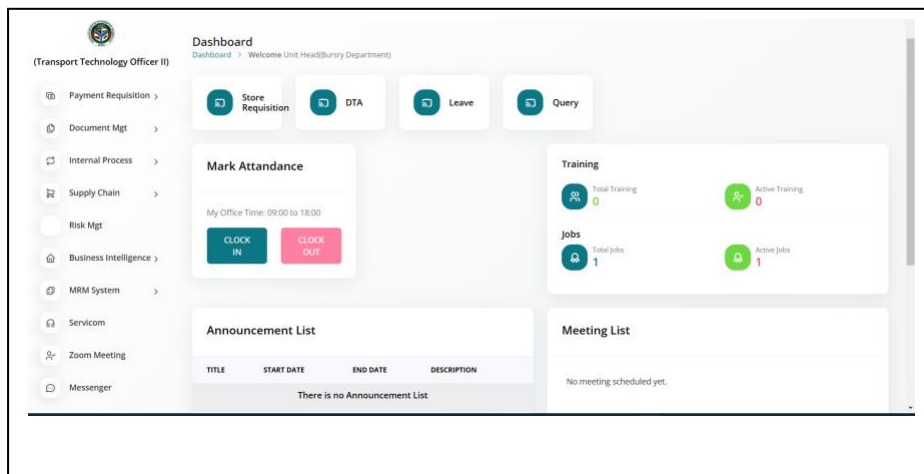 (Transport Technology Officer II)
Payment Requisition
Document Mgt
Internal Process
Supply Chain
Risk Mgt
Business Intelligence
MRM System
Servicom
Zoom Meeting
Messenger
Dashboard
Dashboard > Welcome Unit Head(Bursry Department)
Store
Requisition
DTA
Leave
Query
Mark Attandance
My Office Time: 09:00 to 18:00
CLOCK
IN
CLOCK
OUT
Training
Total Training
0
Active Training
0
Jobs
Total Jobs
1
Active Jobs
1
Announcement List
TITLE START DATE END DATE DESCRIPTION
There is no Announcement List
Meeting List
No meeting scheduled yet.